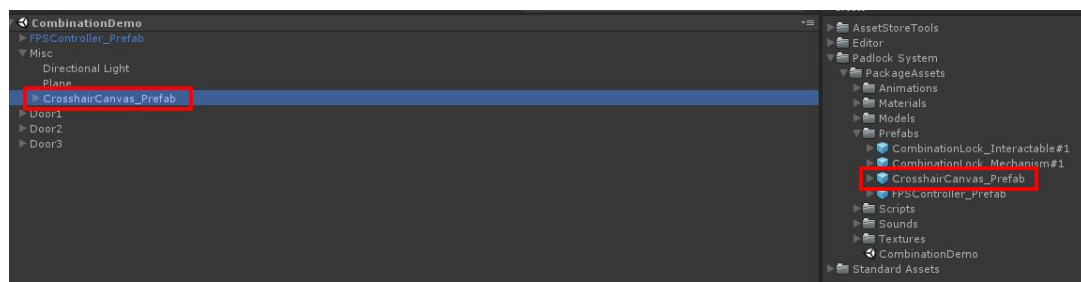 CombinationDemo
FPSController_Prefab
Misc
Directional Light
Plane
CrosshairCanvas_Prefab
Door1
Door2
Door3
AssetStoreTools
Editor
Padlock System
PackageAssets
Animations
Materials
Models
Prefabs
CombinationLock_Interactable#1
CombinationLock_Mechanism#1
CrosshairCanvas_Prefab
FPSController_Prefab
Scripts
Sounds
Textures
CombinationDemo
Standard Assets